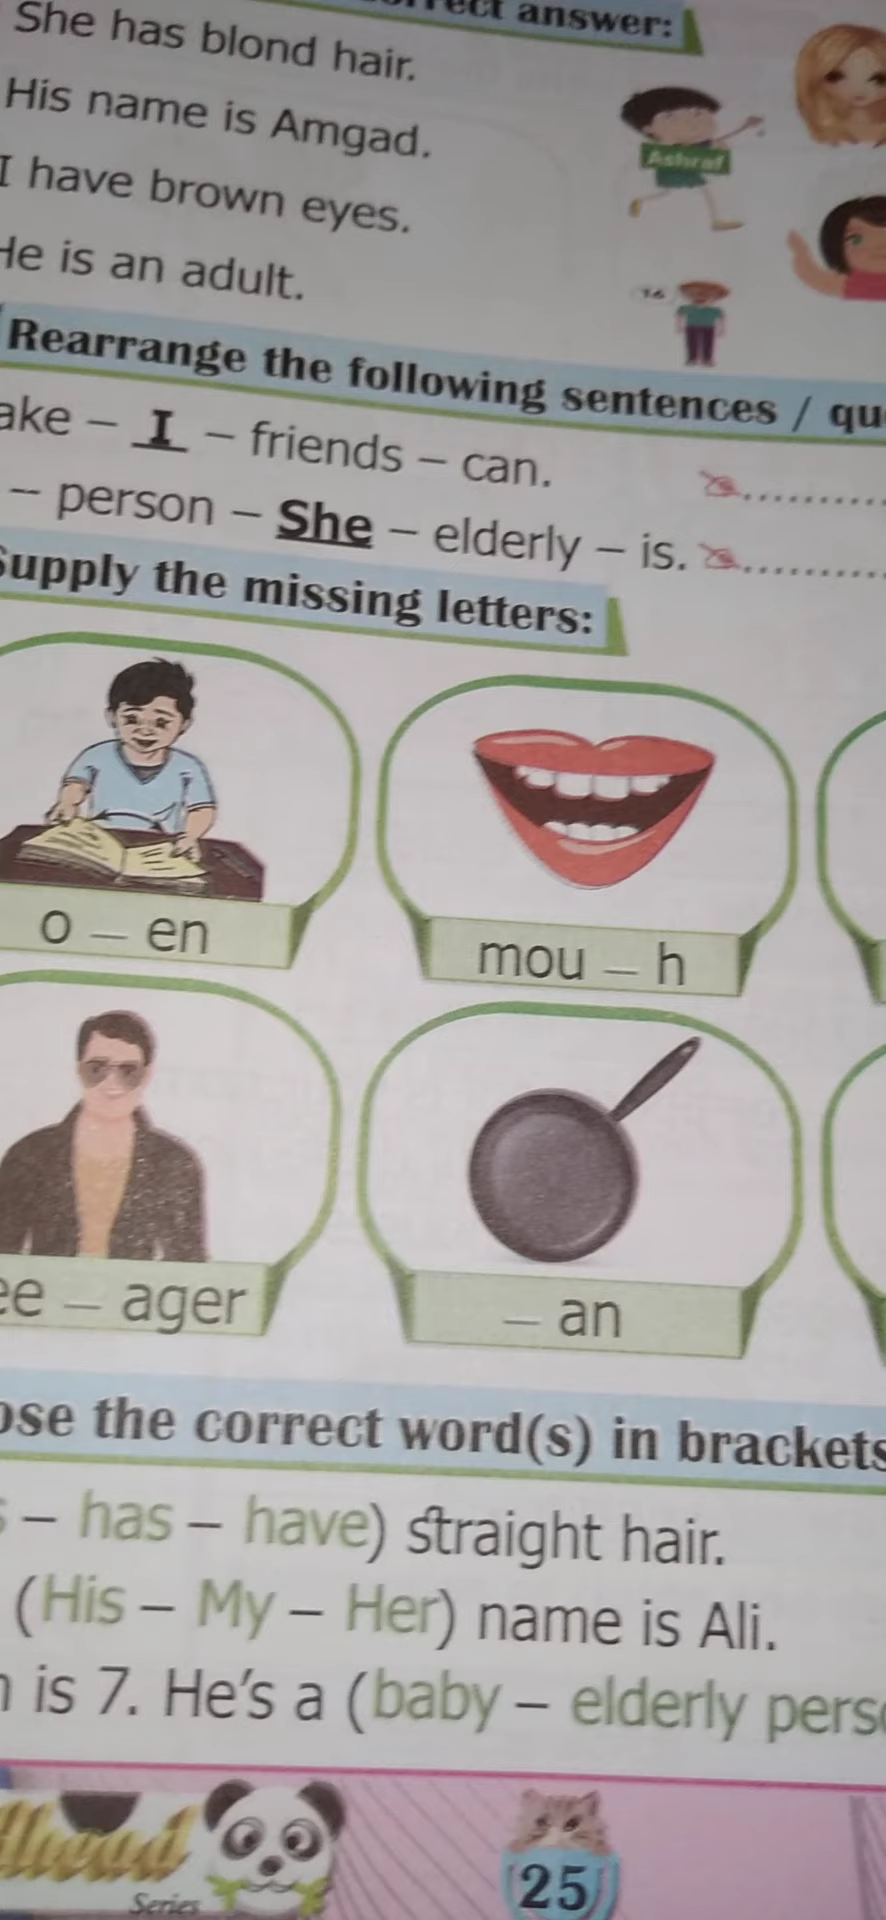 answer:
She has blond hair.
His name is Amgad.
I have brown eyes.
He is an adult.
Ashraf
16
Rearrange the following sentences / qu
ake – I – friends – can. ..........
– person – She – elderly – is. ..........
Supply the missing letters:
o – en
mou – h
ee – ager
– an
ose the correct word(s) in brackets
– has – have) straight hair.
(His – My – Her) name is Ali.
is 7. He's a (baby – elderly pers
Series
25